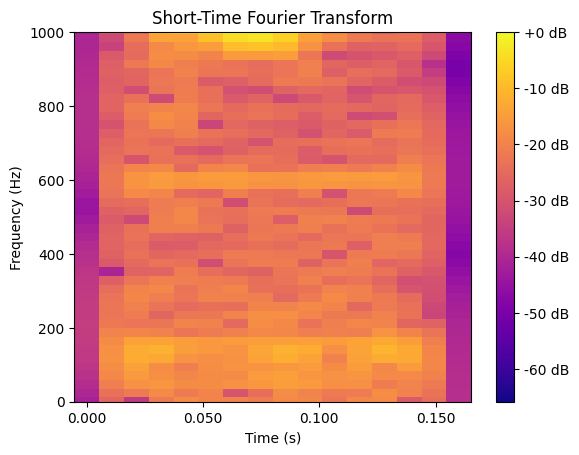 Short-Time Fourier Transform
1000
800
600
400
200
0
Frequency (Hz)
0.000
0.050
0.100
0.150
Time (s)
+0 dB
-10 dB
-20 dB
-30 dB
-40 dB
-50 dB
-60 dB